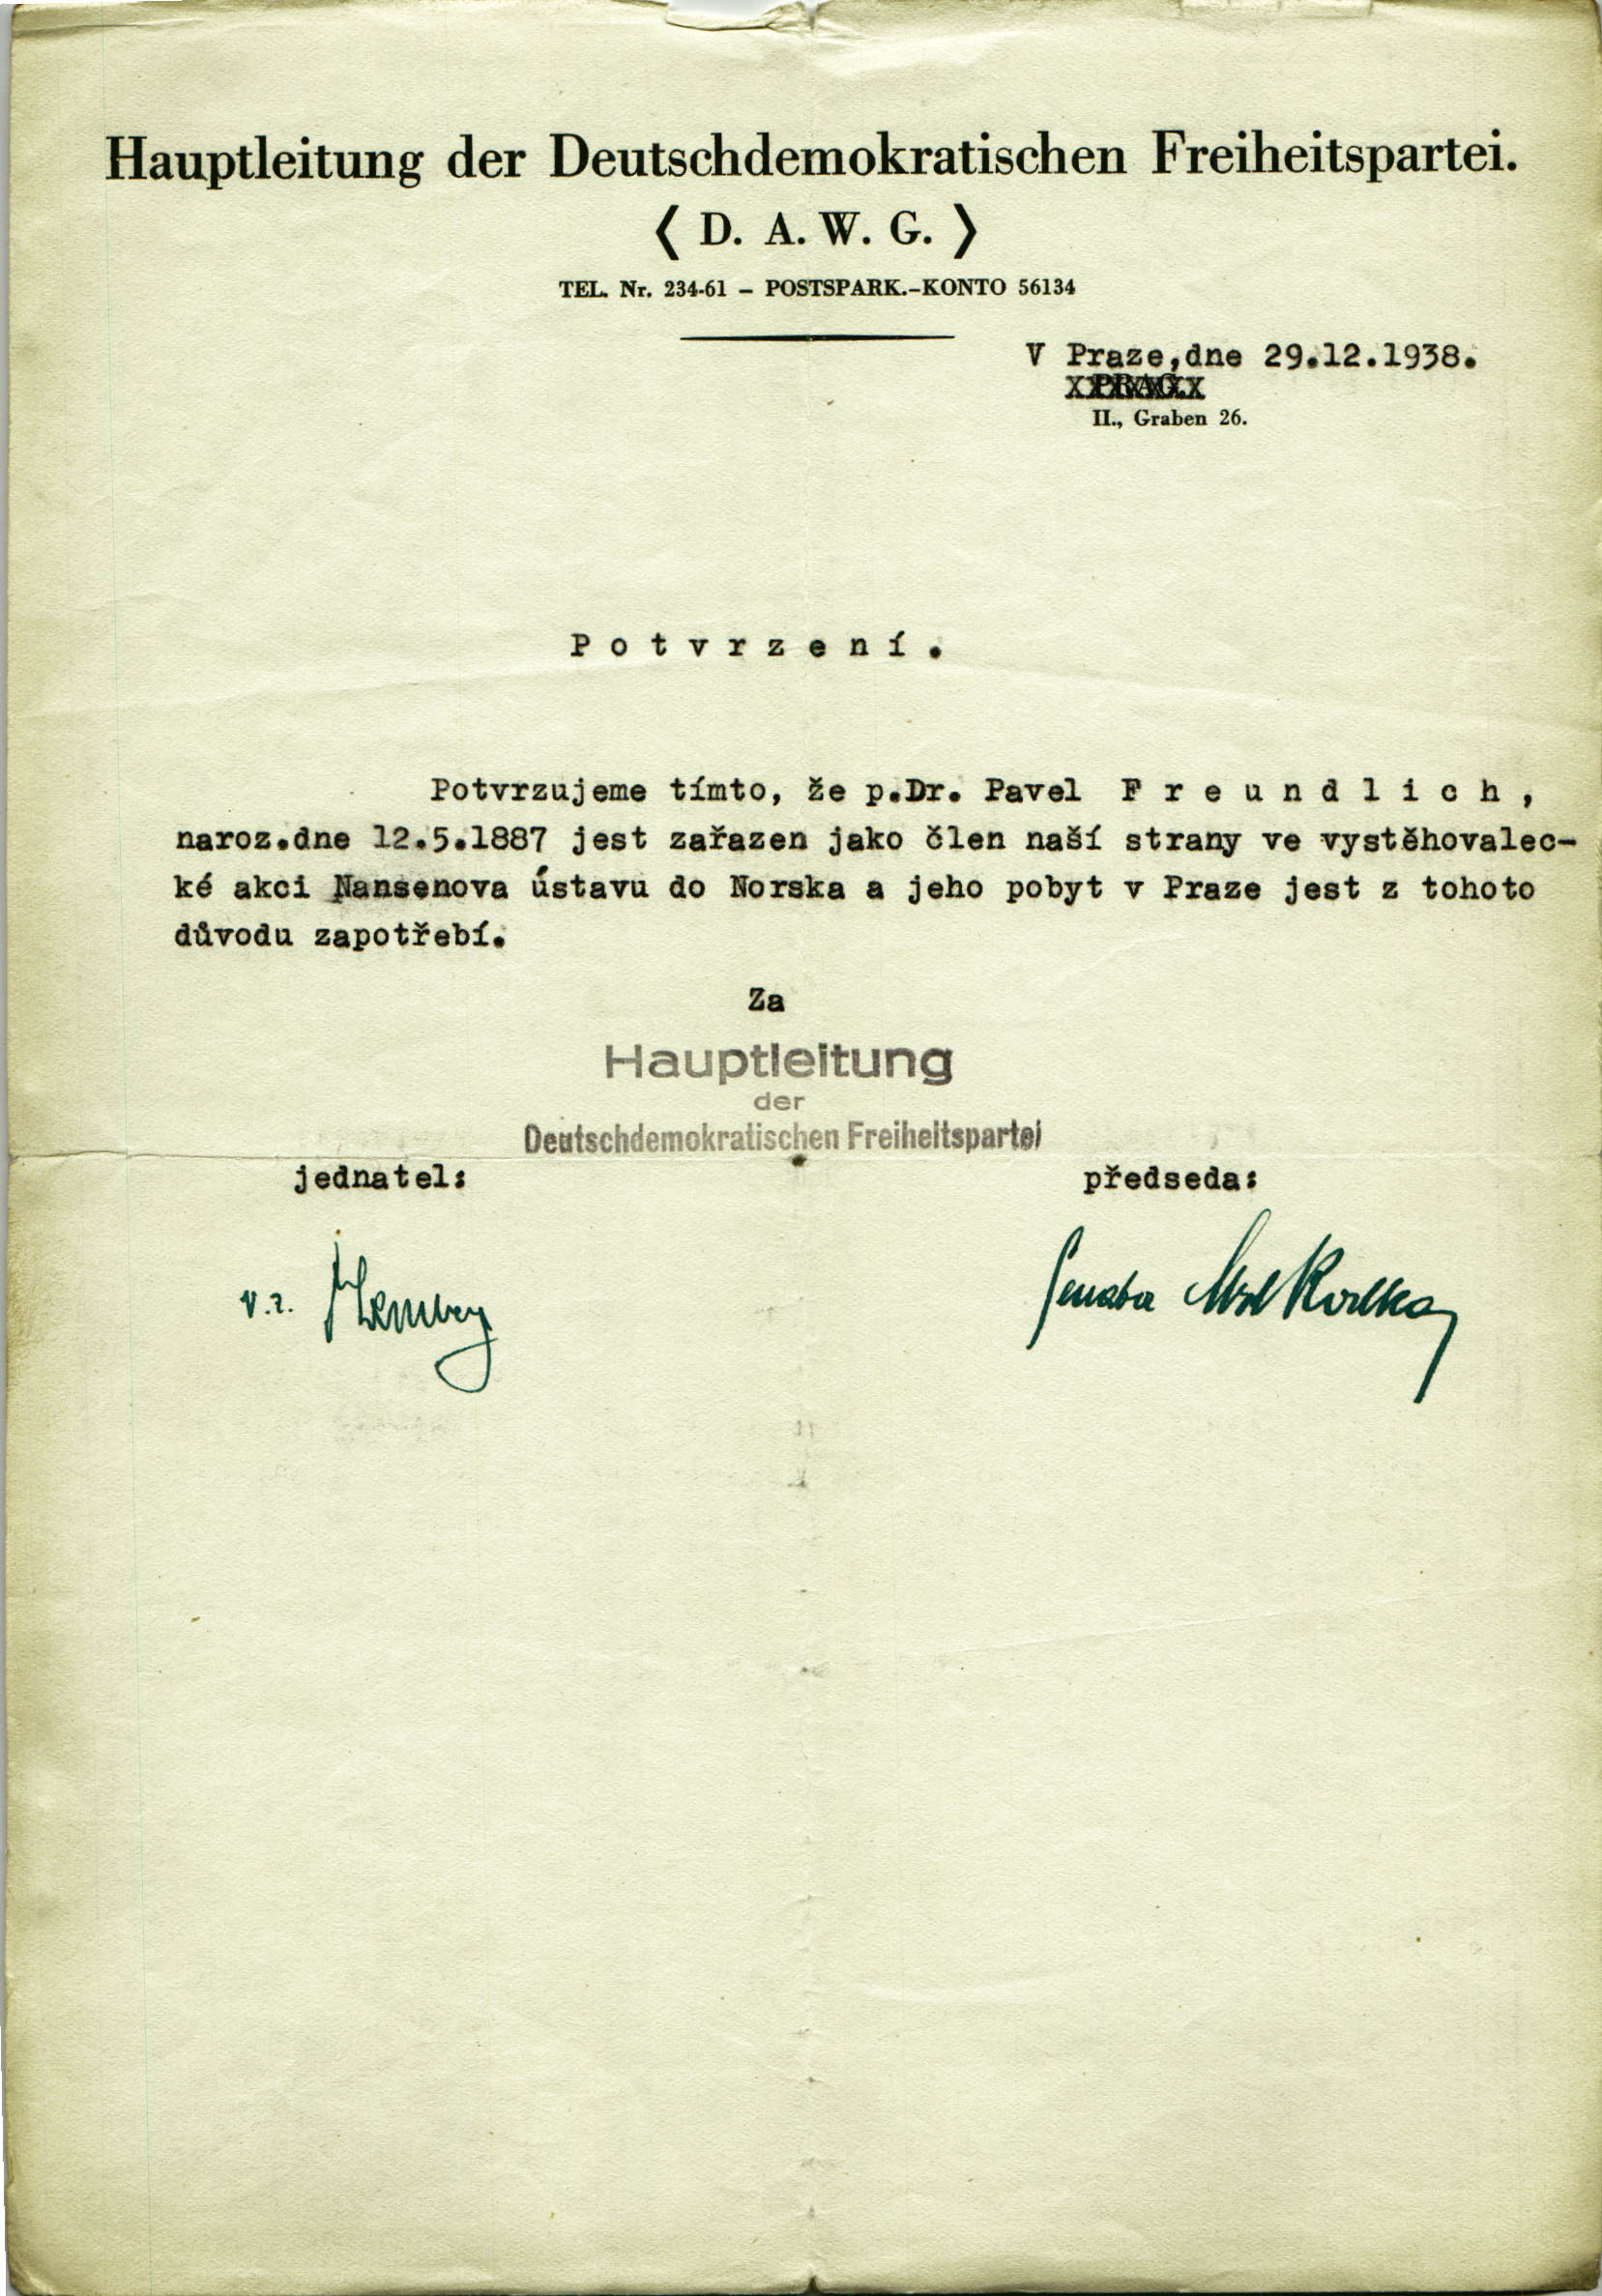 Hauptleitung der Deutschdemokratischen Freiheitspartei.
⟨ D. A. W. G. ⟩
TEL. Nr. 234-61 – POSTSPARK.-KONTO 56134
V Praze,dne 29.12.1938.
II., Graben 26.
P o t v r z e n í .
Potvrzujeme tímto, že p.Dr. Pavel F r e u n d l i c h ,
naroz.dne 12.5.1887 jest zařazen jako člen naší strany ve vystěhovalec-
ké akci Nansenova ústavu do Norska a jeho pobyt v Praze jest z tohoto
důvodu zapotřebí.
Za
Hauptleitung
der
Deutschdemokratischen Freiheitspartei
jednatel: předseda: